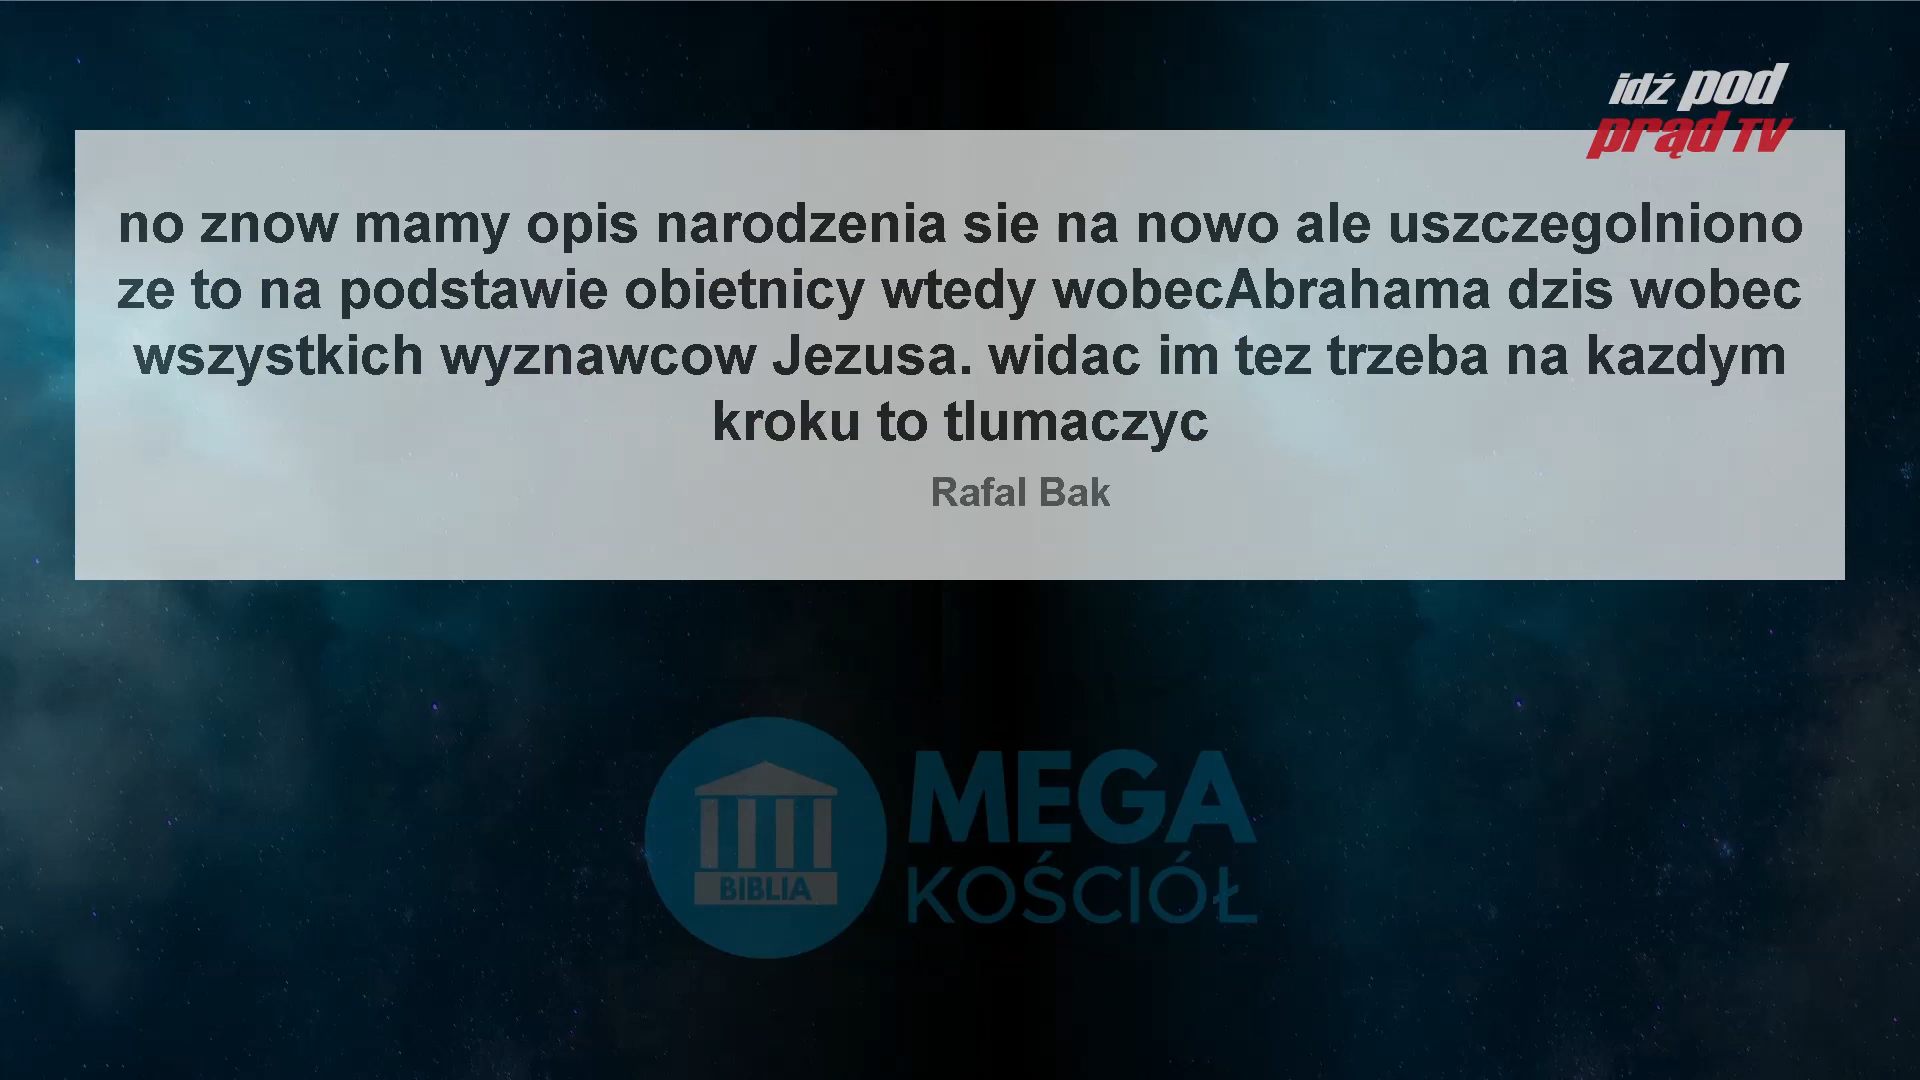 idź pod
prąd TV
no znow mamy opis narodzenia sie na nowo ale uszczegolniono
ze to na podstawie obietnicy wtedy wobecAbrahama dzis wobec
wszystkich wyznawcow Jezusa. widac im tez trzeba na kazdym
kroku to tlumaczyc
Rafal Bak
BIBLIA
MEGA
KOŚCIÓŁ